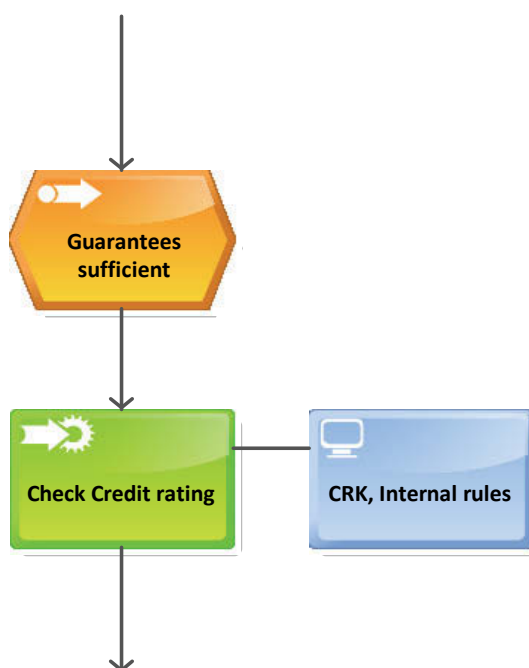 Guarantees
sufficient
Check Credit rating
CRK, Internal rules